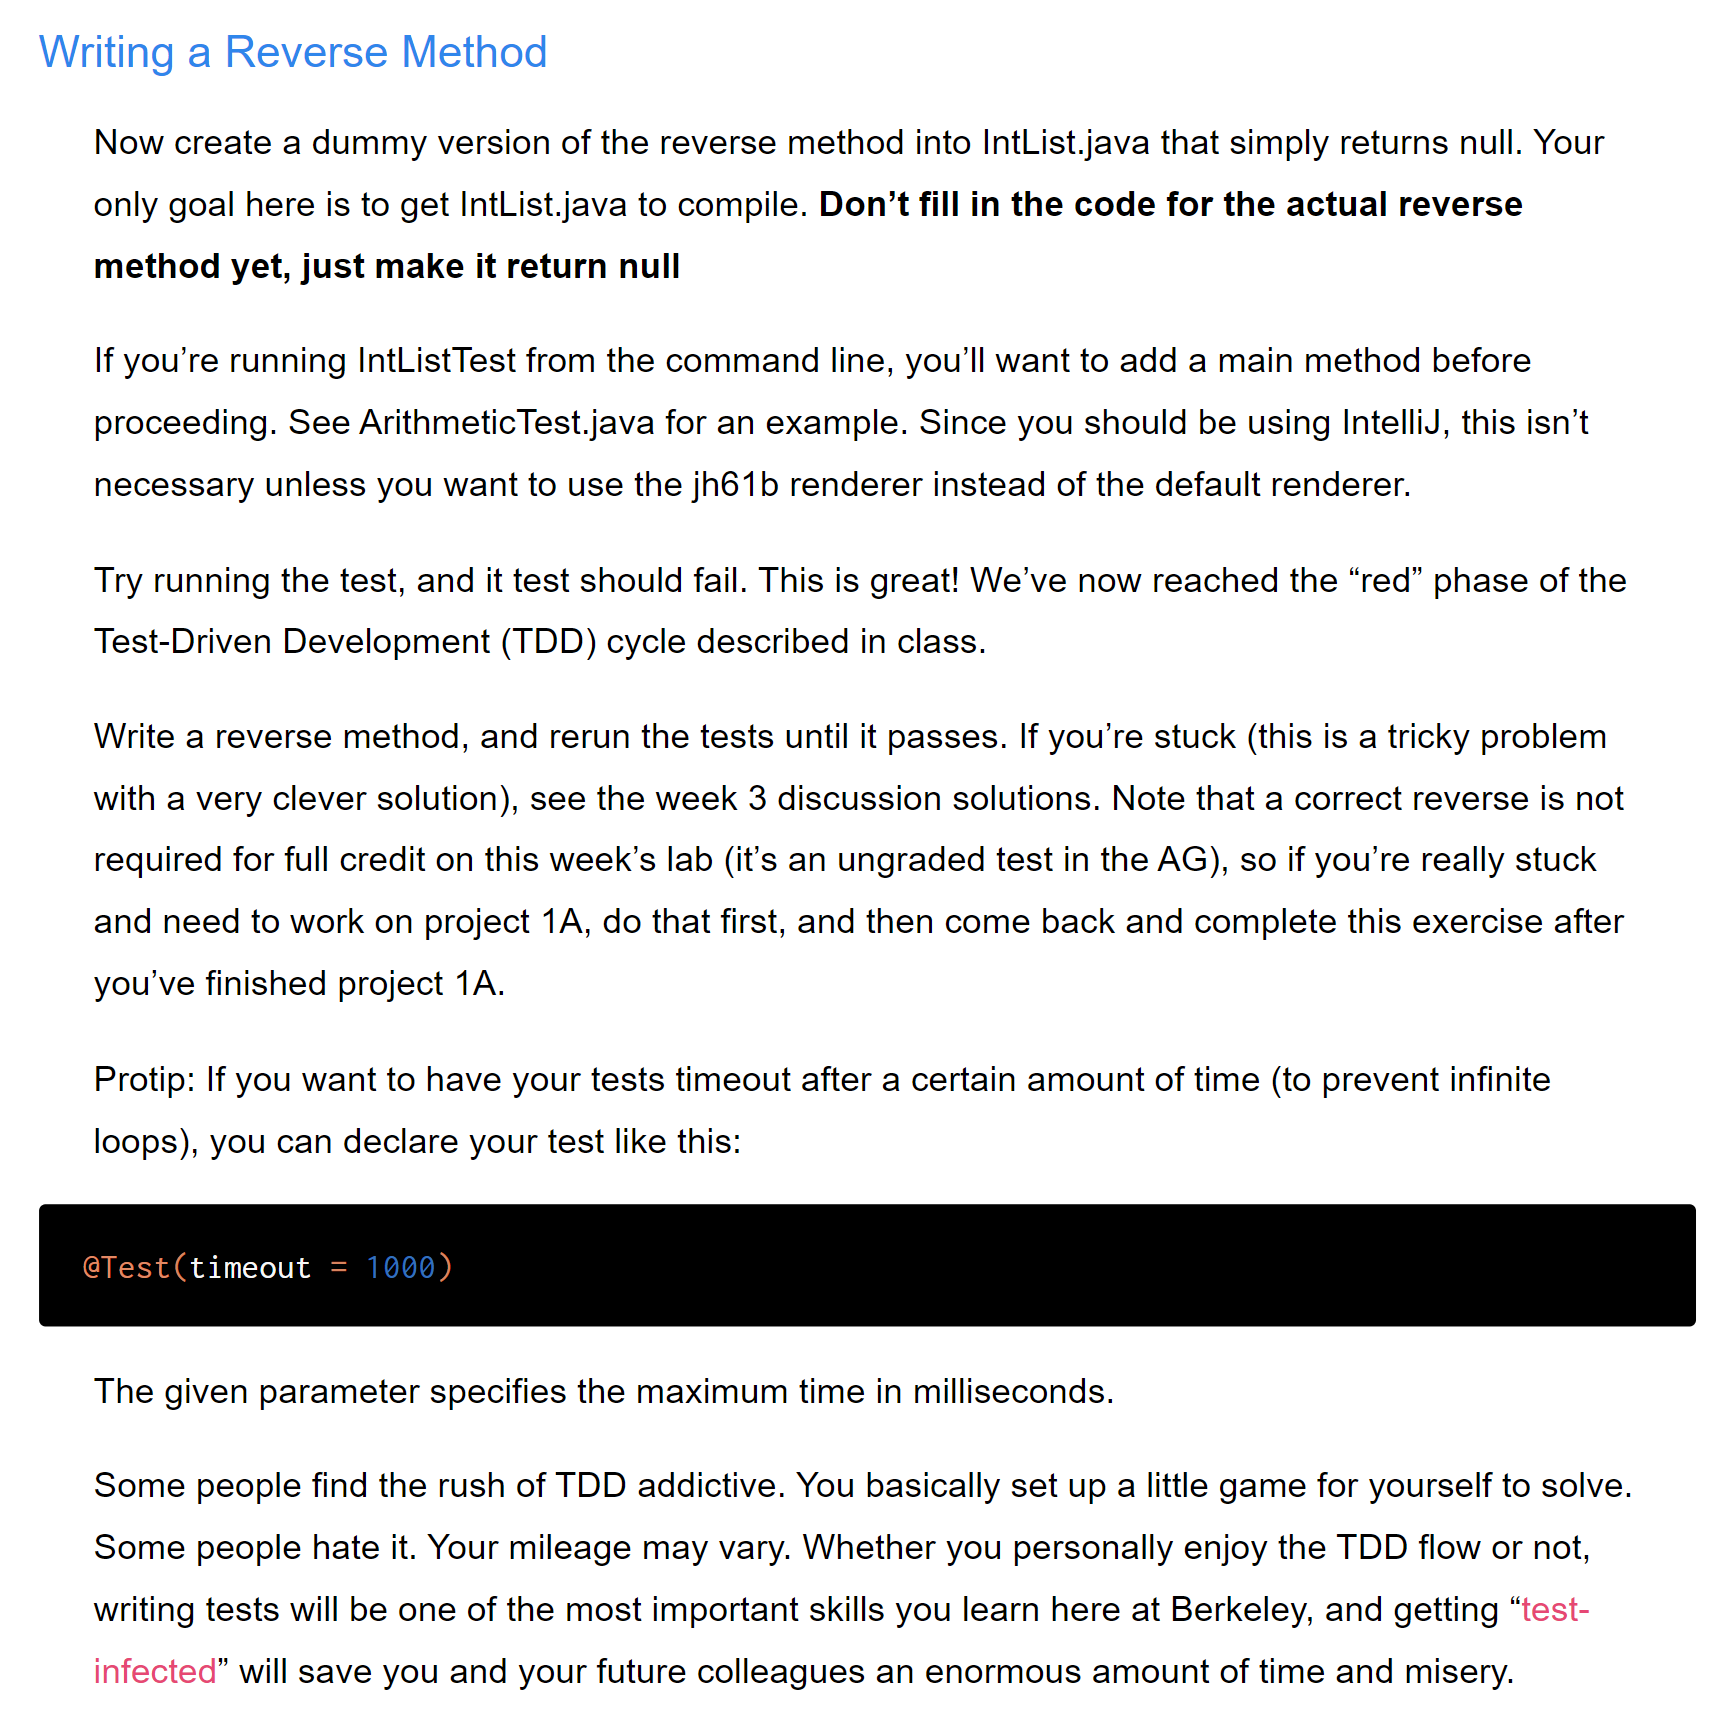 Writing a Reverse Method
Now create a dummy version of the reverse method into IntList.java that simply returns null. Your
only goal here is to get IntList.java to compile. Don’t fill in the code for the actual reverse
method yet, just make it return null
If you’re running IntListTest from the command line, you’ll want to add a main method before
proceeding. See ArithmeticTest.java for an example. Since you should be using IntelliJ, this isn’t
necessary unless you want to use the jh61b renderer instead of the default renderer.
Try running the test, and it test should fail. This is great! We’ve now reached the “red” phase of the
Test-Driven Development (TDD) cycle described in class.
Write a reverse method, and rerun the tests until it passes. If you’re stuck (this is a tricky problem
with a very clever solution), see the week 3 discussion solutions. Note that a correct reverse is not
required for full credit on this week’s lab (it’s an ungraded test in the AG), so if you’re really stuck
and need to work on project 1A, do that first, and then come back and complete this exercise after
you’ve finished project 1A.
Protip: If you want to have your tests timeout after a certain amount of time (to prevent infinite
loops), you can declare your test like this:
@Test(timeout = 1000)
The given parameter specifies the maximum time in milliseconds.
Some people find the rush of TDD addictive. You basically set up a little game for yourself to solve.
Some people hate it. Your mileage may vary. Whether you personally enjoy the TDD flow or not,
writing tests will be one of the most important skills you learn here at Berkeley, and getting “test-
infected” will save you and your future colleagues an enormous amount of time and misery.